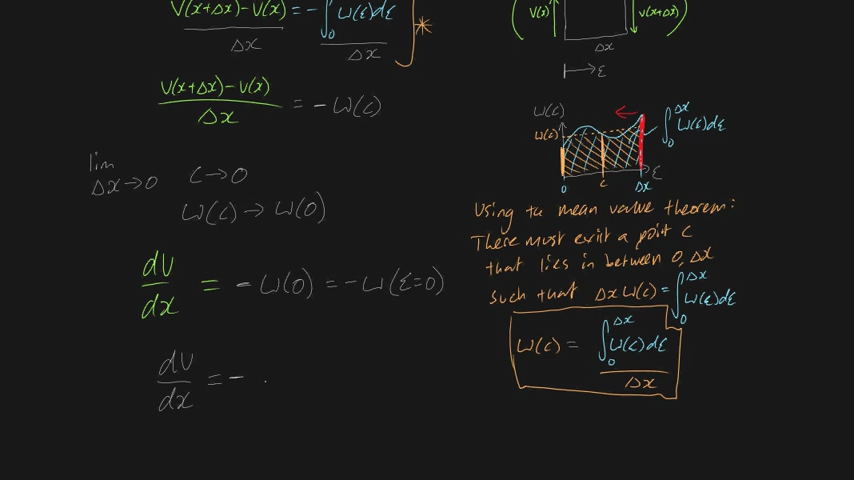 V(x+Δx)-V(x) / Δx = - ∫₀ W(ε)dε / Δx *
V(x+Δx)-V(x) / Δx = - W(c)
lim Δx→0 c→0
W(c) → W(0)
dV/dx = - W(0) = - W(ε=0)
dV/dx = -
V(x) V(x+Δx)
Δx
ε
W(ε)
W(c)
∫₀^Δx W(ε)dε
0 c Δx ε
Using the mean value theorem:
There must exist a point c
that lies in between 0, Δx
such that Δx W(c) = ∫₀^Δx W(ε)dε
W(c) = ∫₀^Δx W(ε)dε / Δx